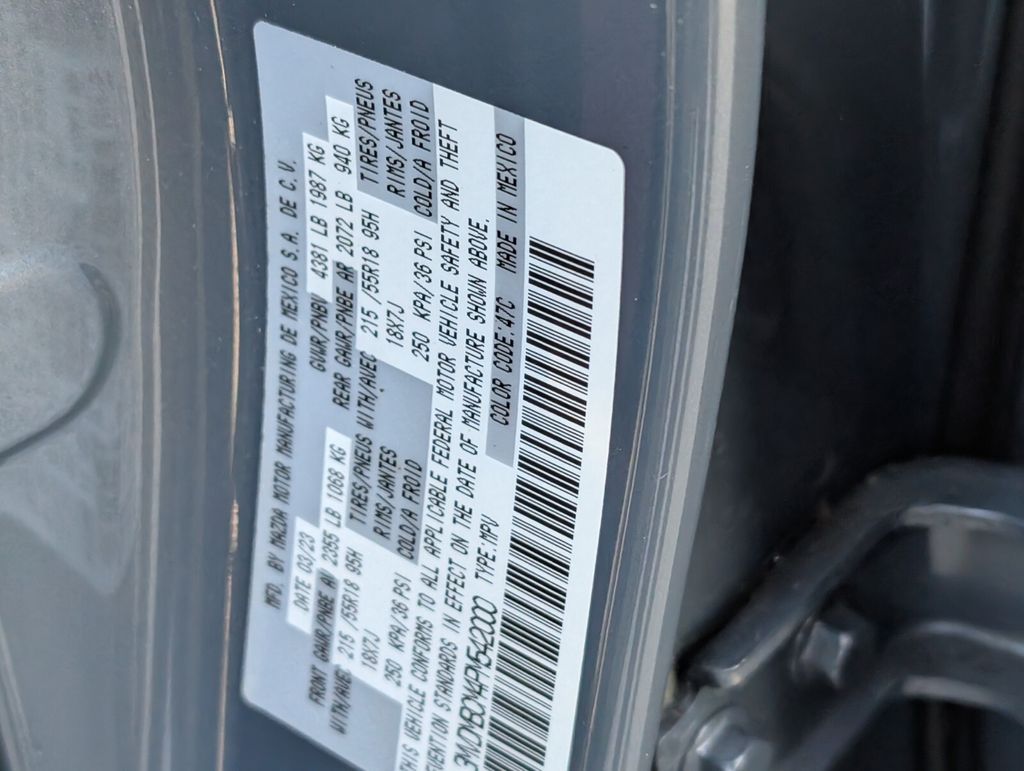 MFD. BY MAZDA MOTOR MANUFACTURING DE MEXICO S.A. DE C.V.
DATE 03/23 GVWR/PNBV 4381 LB 1987 KG
FRONT GAWR/PNBE AV 2355 LB 1068 KG REAR GAWR/PNBE AR 2072 LB 940 KG
WITH/AVEC 215 /55R18 95H TIRES/PNEUS WITH/AVEC 215 /55R18 95H TIRES/PNEUS
18X7J RIMS/JANTES 18X7J RIMS/JANTES
250 KPA/36 PSI COLD/A FROID 250 KPA/36 PSI COLD/A FROID
THIS VEHICLE CONFORMS TO ALL APPLICABLE FEDERAL MOTOR VEHICLE SAFETY AND THEFT
STANDARDS IN EFFECT ON THE DATE OF MANUFACTURE SHOWN ABOVE.
TYPE:MPV COLOR CODE:47C MADE IN MEXICO